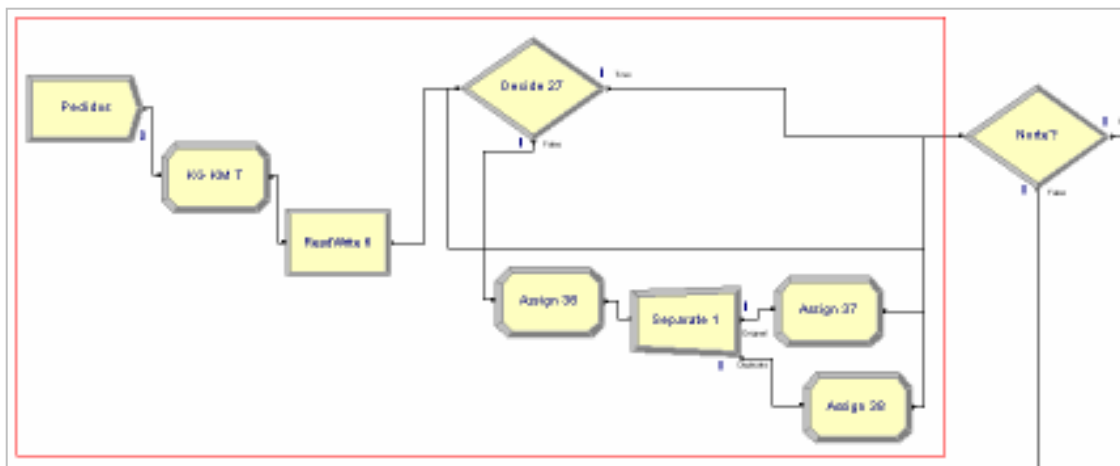 Pedidos
KG KM T
ReadWrite 6
Decide 27
True
False
Assign 36
Separate 1
Original
Duplicate
Assign 37
Assign 38
Norte?
False